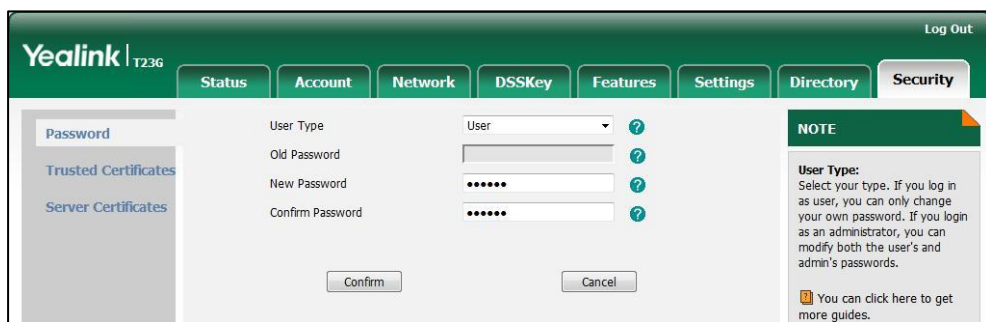 Log Out
Yealink T23G
Status Account Network DSSKey Features Settings Directory Security
Password
Trusted Certificates
Server Certificates
User Type User
Old Password
New Password ••••••
Confirm Password ••••••
Confirm Cancel
NOTE
User Type:
Select your type. If you log in
as user, you can only change
your own password. If you login
as an administrator, you can
modify both the user's and
admin's passwords.
You can click here to get
more guides.